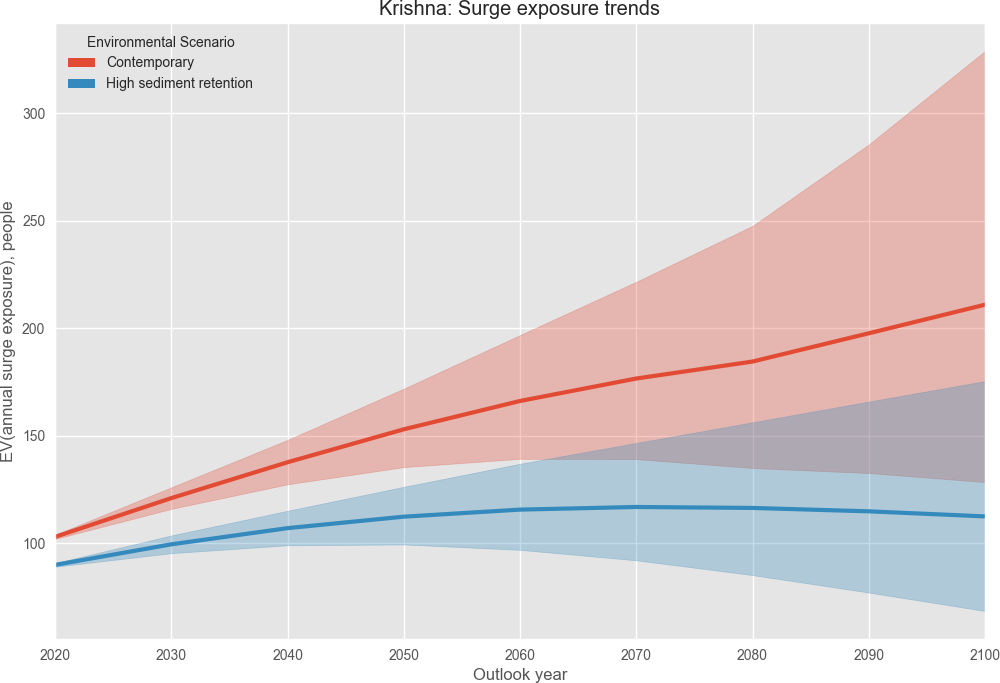 Krishna: Surge exposure trends
Environmental Scenario
Contemporary
High sediment retention
EV(annual surge exposure), people
300
250
200
150
100
2020 2030 2040 2050 2060 2070 2080 2090 2100
Outlook year